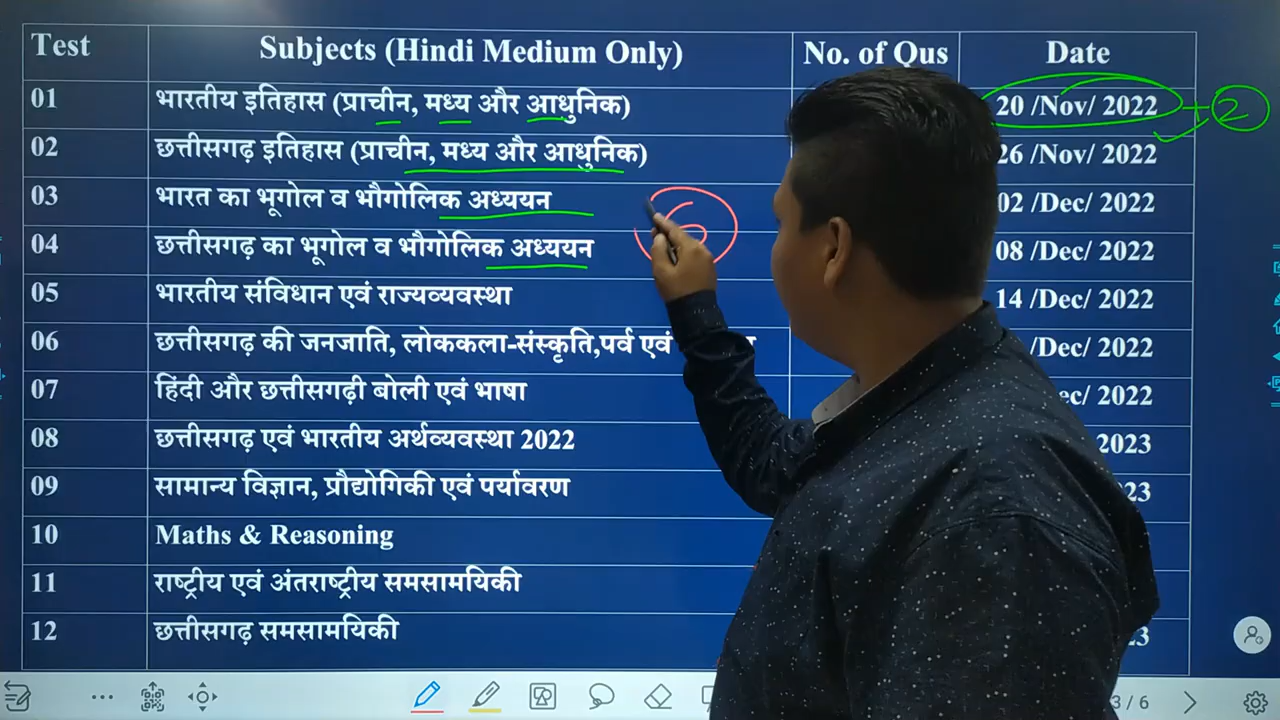 Test Subjects (Hindi Medium Only) No. of Qus Date
01 भारतीय इतिहास (प्राचीन, मध्य और आधुनिक) 20 /Nov/ 2022 + 2
02 छत्तीसगढ़ इतिहास (प्राचीन, मध्य और आधुनिक) 26 /Nov/ 2022
03 भारत का भूगोल व भौगोलिक अध्ययन 02 /Dec/ 2022
04 छत्तीसगढ़ का भूगोल व भौगोलिक अध्ययन 08 /Dec/ 2022
05 भारतीय संविधान एवं राज्यव्यवस्था 14 /Dec/ 2022
06 छत्तीसगढ़ की जनजाति, लोककला-संस्कृति,पर्व एवं /Dec/ 2022
07 हिंदी और छत्तीसगढ़ी बोली एवं भाषा 2022
08 छत्तीसगढ़ एवं भारतीय अर्थव्यवस्था 2022 2023
09 सामान्य विज्ञान, प्रौद्योगिकी एवं पर्यावरण
10 Maths & Reasoning
11 राष्ट्रीय एवं अंतराष्ट्रीय समसामयिकी
12 छत्तीसगढ़ समसामयिकी
3 / 6